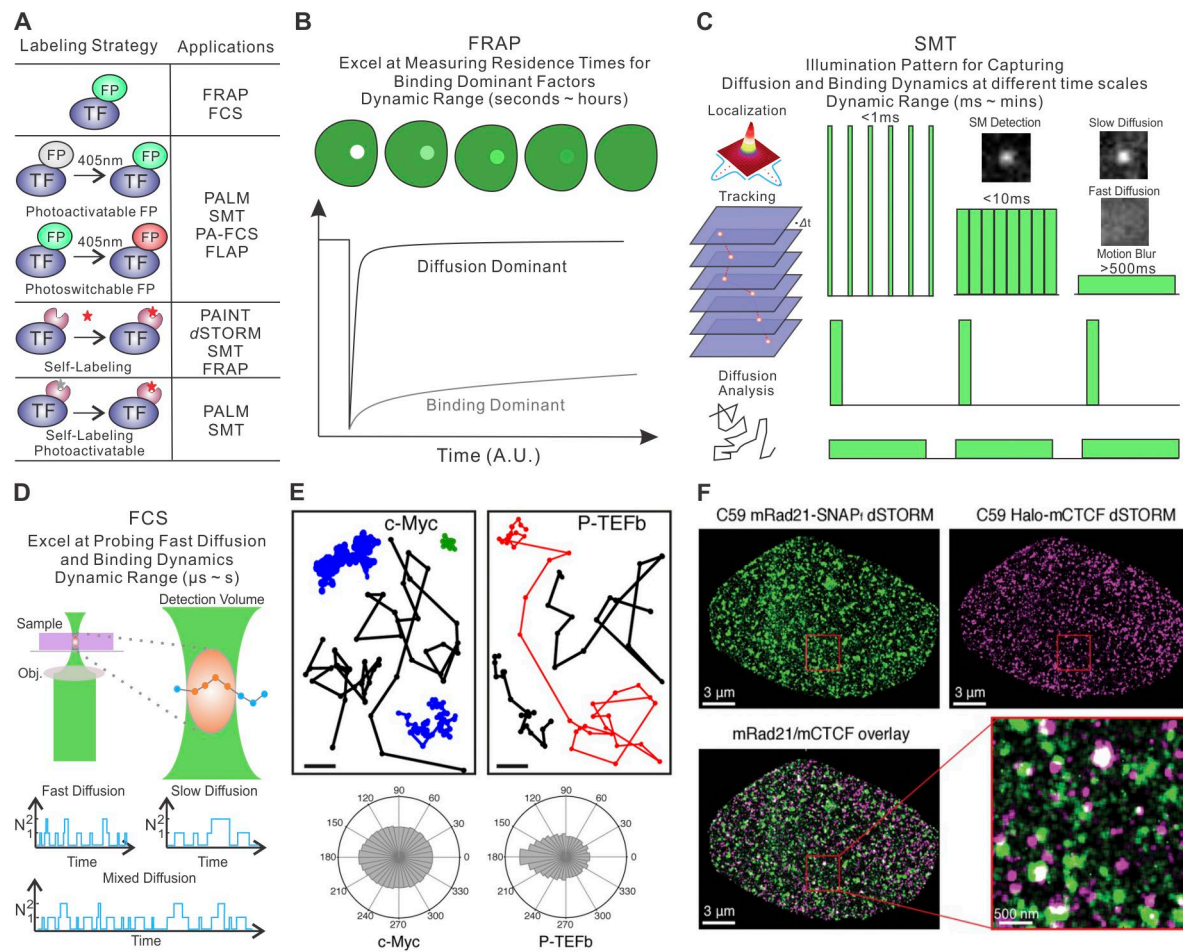 A
Labeling Strategy
Applications
FP
TF
FRAP
FCS
FP
405nm
FP
TF
TF
Photoactivatable FP
FP
405nm
FP
TF
TF
Photoswitchable FP
PALM
SMT
PA-FCS
FLAP
TF
TF
Self-Labeling
PAINT
dSTORM
SMT
FRAP
TF
TF
Self-Labeling
Photoactivatable
PALM
SMT
B
FRAP
Excel at Measuring Residence Times for
Binding Dominant Factors
Dynamic Range (seconds ~ hours)
Diffusion Dominant
Binding Dominant
Time (A.U.)
C
SMT
Illumination Pattern for Capturing
Diffusion and Binding Dynamics at different time scales
Dynamic Range (ms ~ mins)
Localization
Tracking
Δt
Diffusion
Analysis
<1ms
SM Detection
<10ms
Slow Diffusion
Fast Diffusion
Motion Blur
>500ms
D
FCS
Excel at Probing Fast Diffusion
and Binding Dynamics
Dynamic Range (µs ~ s)
Detection Volume
Sample
Obj.
Fast Diffusion
N
2
1
Time
Slow Diffusion
N
2
1
Time
Mixed Diffusion
N
2
1
Time
E
c-Myc
P-TEFb
90
120
60
150
30
180
0
210
330
240
300
270
c-Myc
90
120
60
150
30
180
0
210
330
240
300
270
P-TEFb
F
C59 mRad21-SNAPf dSTORM
3 µm
C59 Halo-mCTCF dSTORM
3 µm
mRad21/mCTCF overlay
3 µm
500 nm